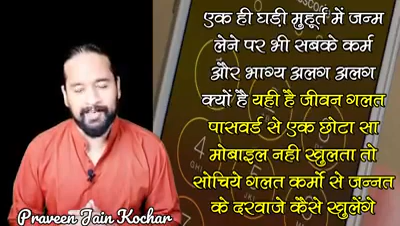 एक ही घड़ी मुहूर्त में जन्म
लेने पर भी सबके कर्म
और भाग्य अलग अलग
क्यों है यही है जीवन गलत
पासवर्ड से एक छोटा सा
मोबाइल नही खुलता तो
सोचिये गलत कर्मो से जन्नत
के दरवाजे कैसे खुलेंगे
Praveen Jain Kochar